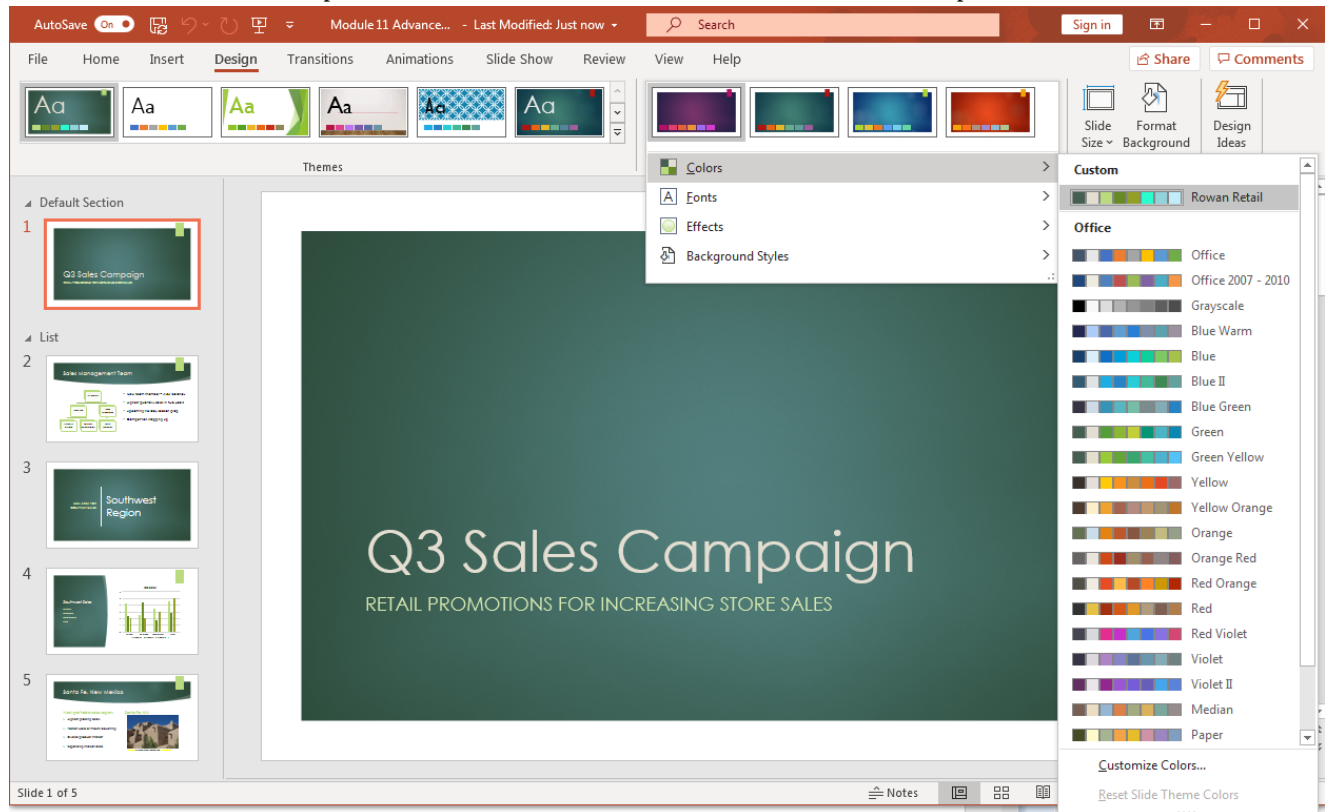 AutoSave On Module 11 Advance... - Last Modified: Just now Search Sign in
File Home Insert Design Transitions Animations Slide Show Review View Help Share Comments
Aa Aa Aa Aa Aa Aa
Slide Size Format Background Design Ideas
Themes
Colors
Fonts
Effects
Background Styles
Custom
Rowan Retail
Office
Office
Office 2007 - 2010
Grayscale
Blue Warm
Blue
Blue II
Blue Green
Green
Green Yellow
Yellow
Yellow Orange
Orange
Orange Red
Red Orange
Red
Red Violet
Violet
Violet II
Median
Paper
Customize Colors...
Reset Slide Theme Colors
Default Section
1
Q3 Sales Campaign
List
2
Sales Management Team
3
Southwest
Region
4
Southwest Sales
5
Santa Fe, New Mexico
Q3 Sales Campaign
RETAIL PROMOTIONS FOR INCREASING STORE SALES
Slide 1 of 5 Notes